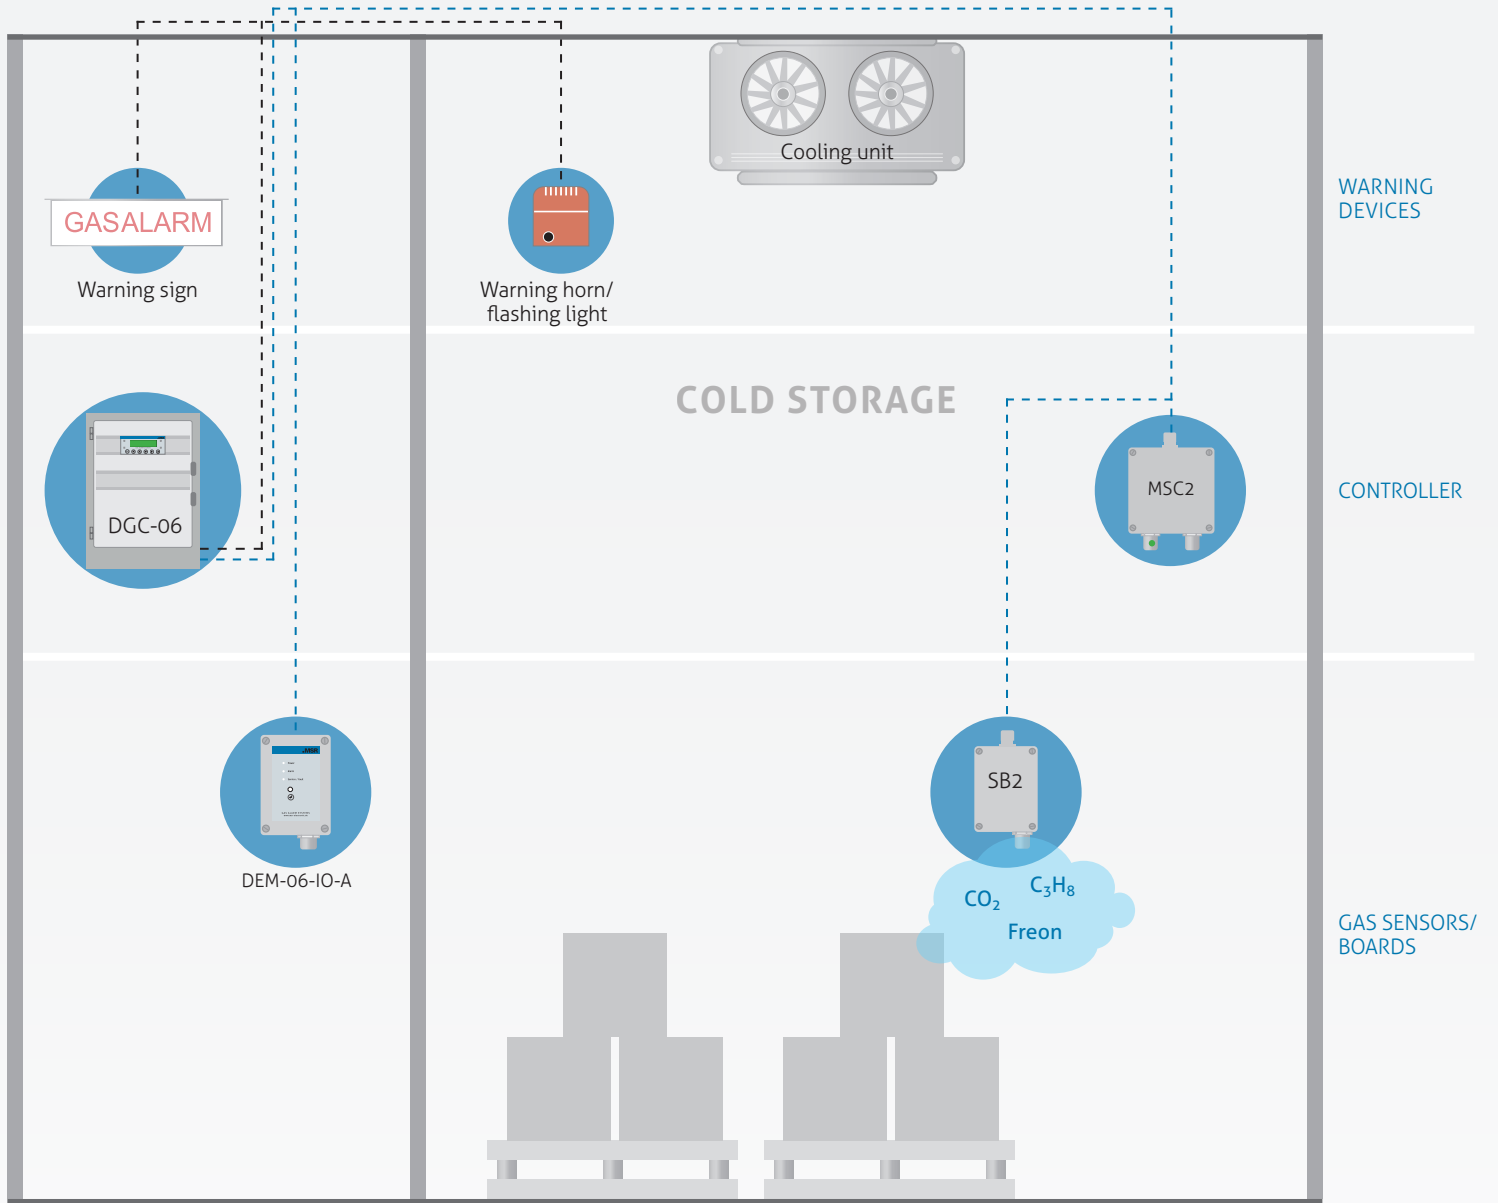 Cooling unit
WARNING
DEVICES
GASALARM
Warning sign
Warning horn/
flashing light
COLD STORAGE
DGC-06
MSC2
CONTROLLER
MSR
DEM-06-IO-A
SB2
CO₂
C₃H₈
Freon
GAS SENSORS/
BOARDS